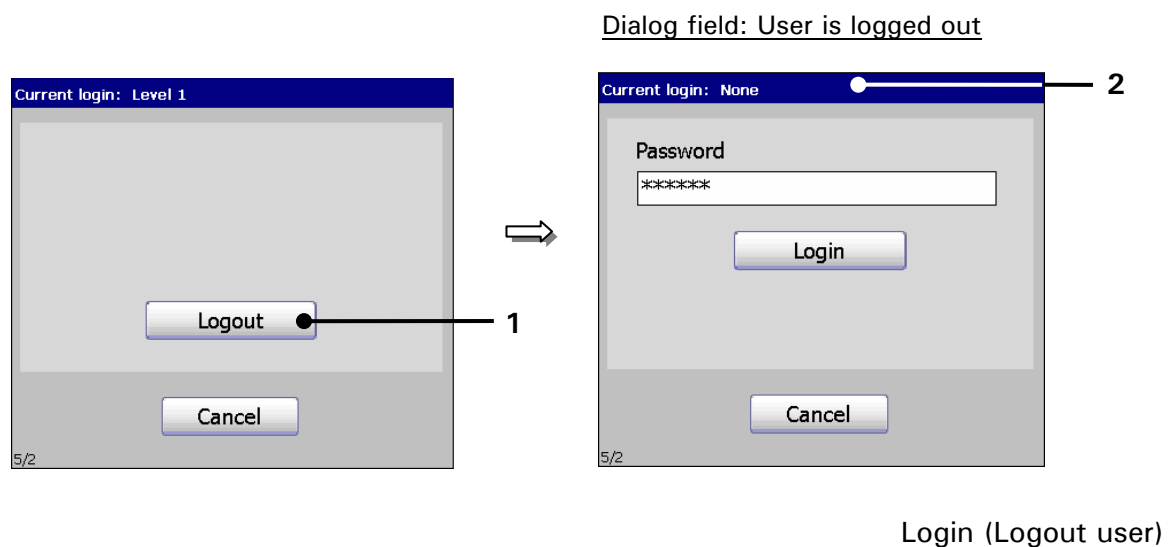 Dialog field: User is logged out
Current login: Level 1
Logout
1
Cancel
5/2
Current login: None
2
Password
******
Login
Cancel
5/2
Login (Logout user)